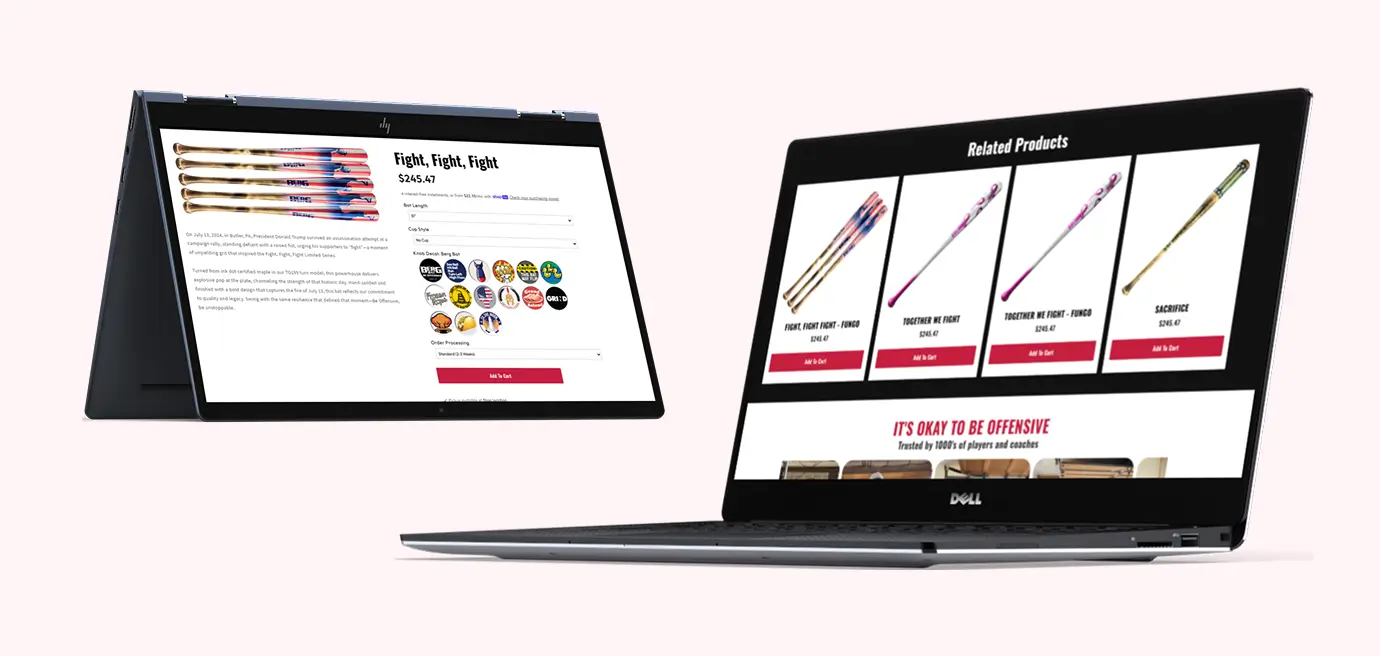 hp
BERG
Fight, Fight, Fight
$245.47
4 interest-free installments, or from
with
Check your purchasing power
Bat Length
Cup Style
No Cup
Knob Decal: Berg Bat
BERG
GRIND
Order Processing
Standard (2-3 Weeks)
Add To Cart
On July 13, 2024, in Butler, PA, President Donald Trump survived an assassination attempt at a
campaign rally, standing defiant with a raised fist, urging his supporters to "fight"—a moment
of unyielding grit that inspired the Fight, Fight, Fight Limited Series.
Turned from ink dot certified maple in our
turn model, this powerhouse delivers
explosive pop at the plate, channeling the strength of that historic day. Hand-salted and
finished with a bold design that captures the fire of July 13, this bat reflects our commitment
to quality and legacy. Swing with the same resilience that defined that moment—Be Offensive,
be unstoppable.
Related Products
FIGHT, FIGHT FIGHT - FUNGO
$245.47
Add To Cart
TOGETHER WE FIGHT
$245.47
Add To Cart
TOGETHER WE FIGHT - FUNGO
$245.47
Add To Cart
SACRIFICE
$245.47
Add To Cart
IT'S OKAY TO BE OFFENSIVE
Trusted by 1000's of players and coaches
DELL